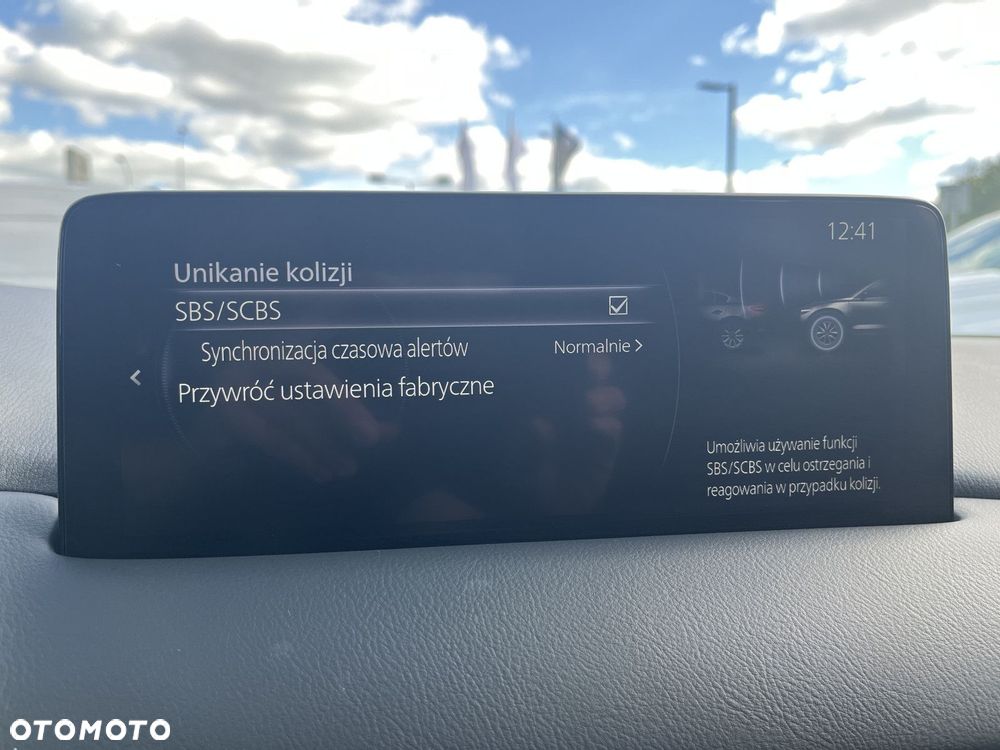 12:41
Unikanie kolizji
SBS/SCBS
Synchronizacja czasowa alertów Normalnie >
Przywróć ustawienia fabryczne
<
Umożliwia używanie funkcji
SBS/SCBS w celu ostrzegania i
reagowania w przypadku kolizji.
OTOMOTO